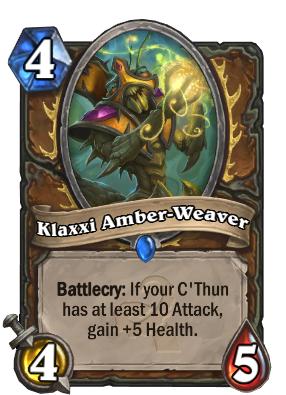 4
Klaxxi Amber-Weaver
Battlecry: If your C'Thun
has at least 10 Attack,
gain +5 Health.
4
5